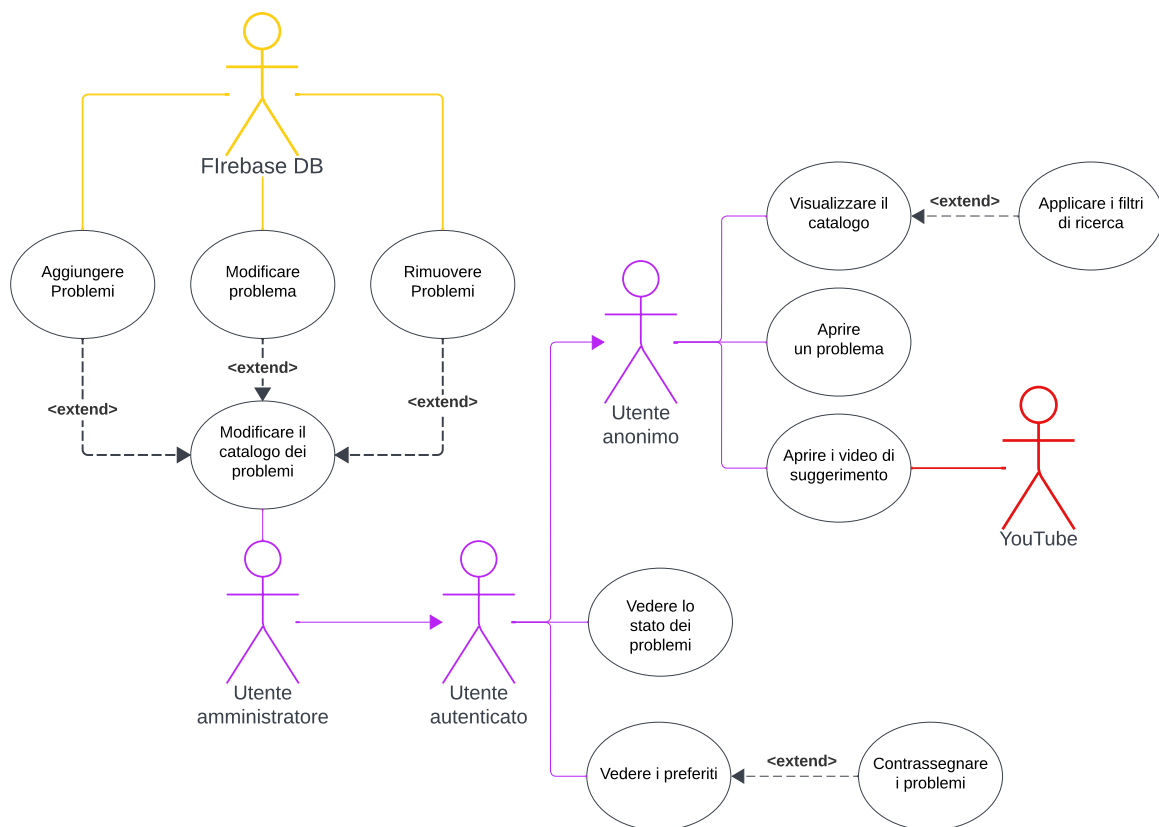 FIrebase DB
Aggiungere
Problemi
Modificare
problema
Rimuovere
Problemi
<extend>
<extend>
<extend>
Modificare il
catalogo dei
problemi
Utente
amministratore
Utente
autenticato
Utente
anonimo
Visualizzare il
catalogo
<extend>
Applicare i filtri
di ricerca
Aprire
un problema
Aprire i video di
suggerimento
YouTube
Vedere lo
stato dei
problemi
Vedere i preferiti
<extend>
Contrassegnare
i problemi